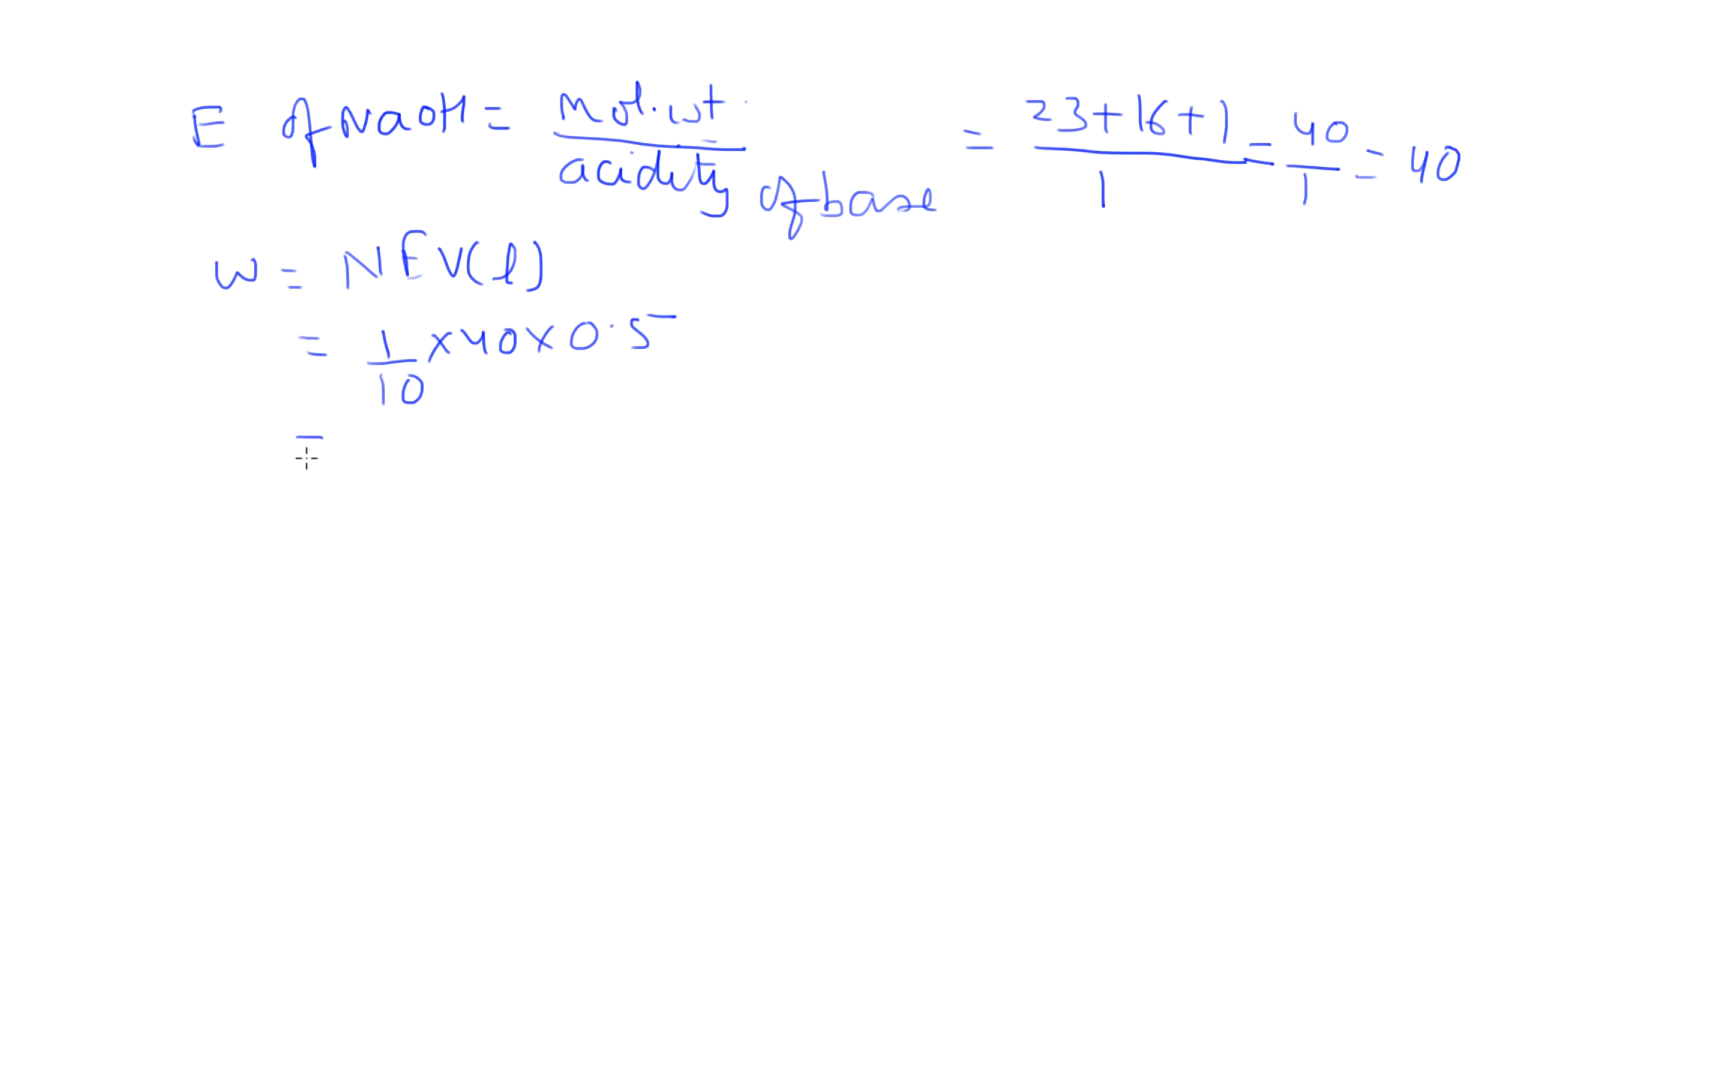 E of NaOH = mol.wt / acidity of base = 23+16+1 / 1 = 40 / 1 = 40
w = NEV(l)
= 1/10 × 40 × 0.5
=